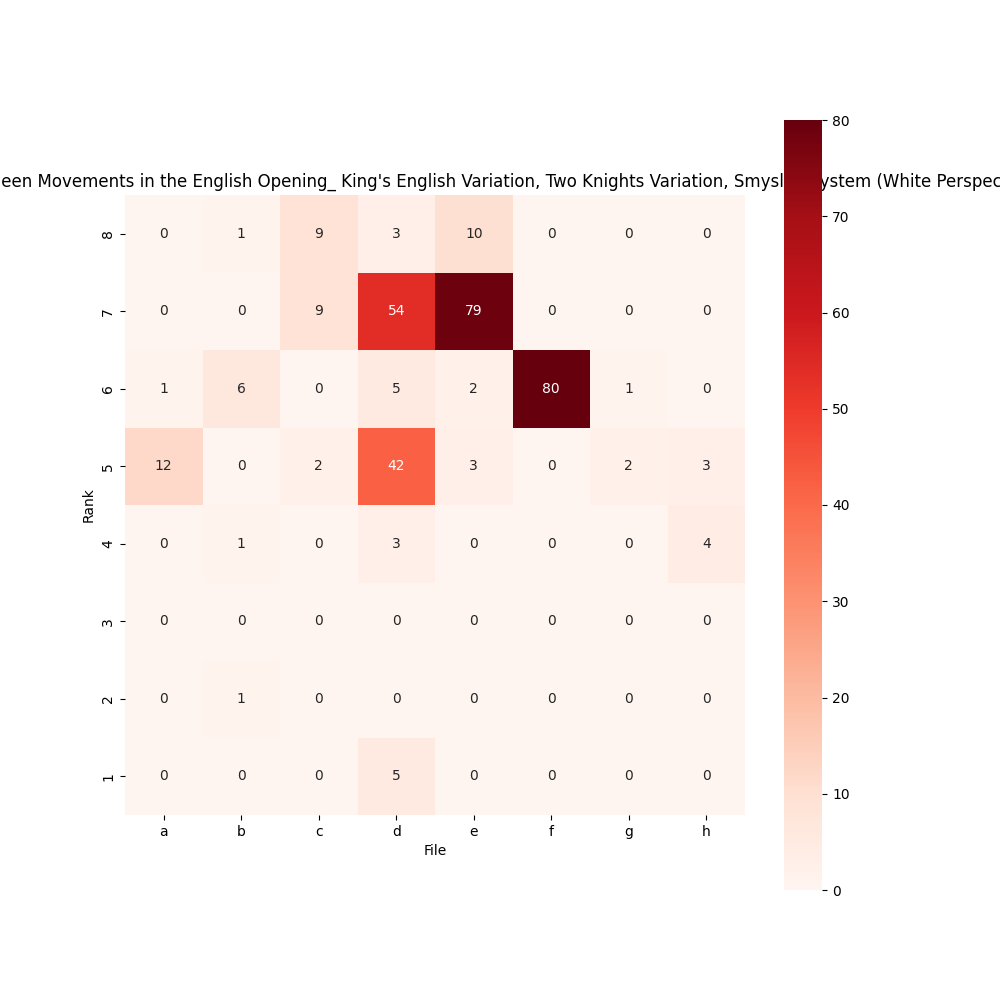 een Movements in the English Opening_ King's English Variation, Two Knights Variation, Smysl ystem (White Perspec
80
70
60
50
40
30
20
10
0
8 0 1 9 3 10 0 0 0
7 0 0 9 54 79 0 0 0
6 1 6 0 5 2 80 1 0
5 12 0 2 42 3 0 2 3
4 0 1 0 3 0 0 0 4
3 0 0 0 0 0 0 0 0
2 0 1 0 0 0 0 0 0
1 0 0 0 5 0 0 0 0
a b c d e f g h
Rank
File